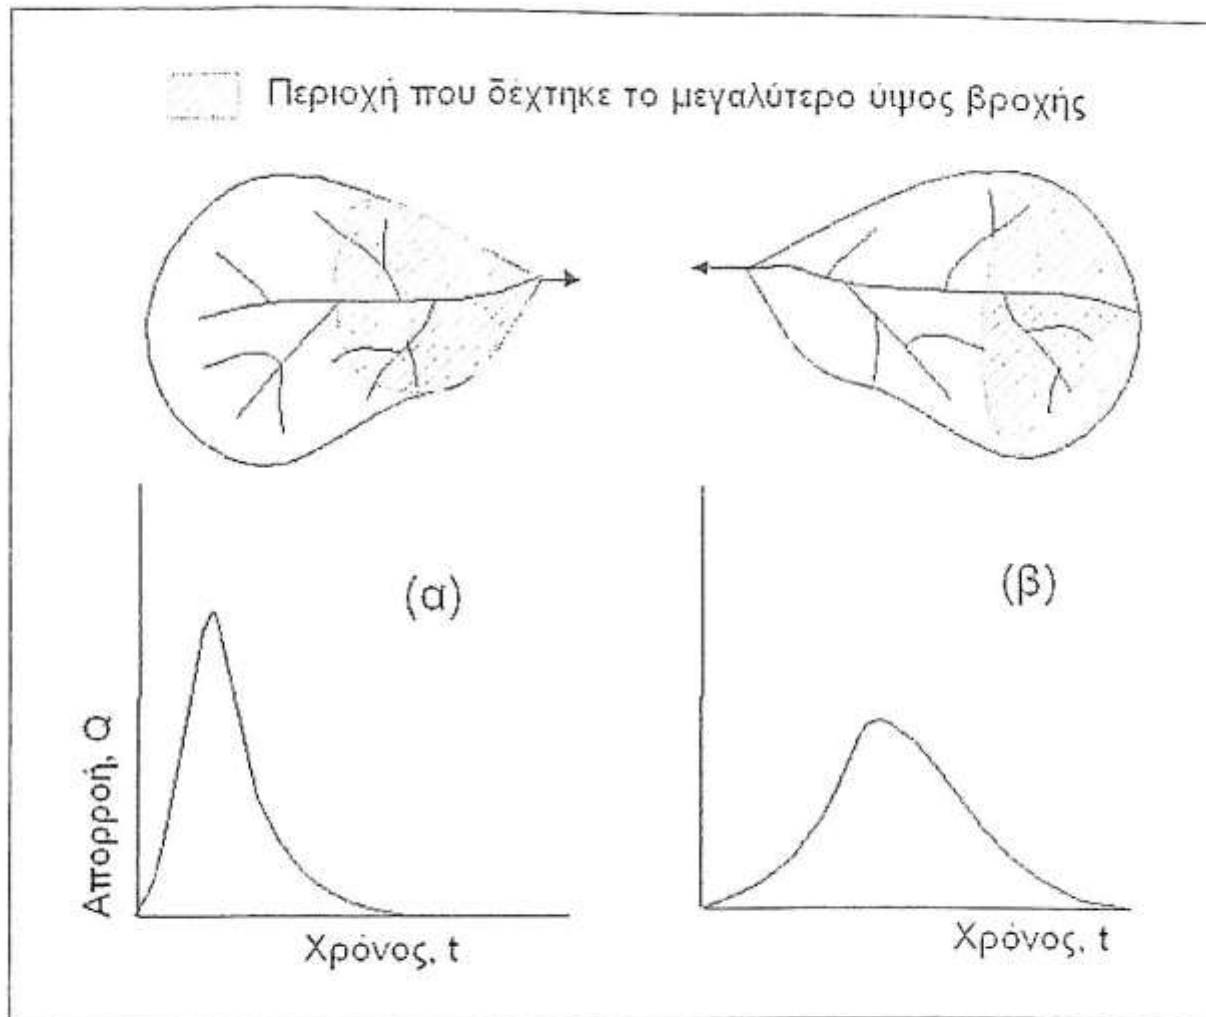 Περιοχή που δέχτηκε το μεγαλύτερο ύψος βροχής
(α)
(β)
Απορροή, Q
Χρόνος, t
Χρόνος, t